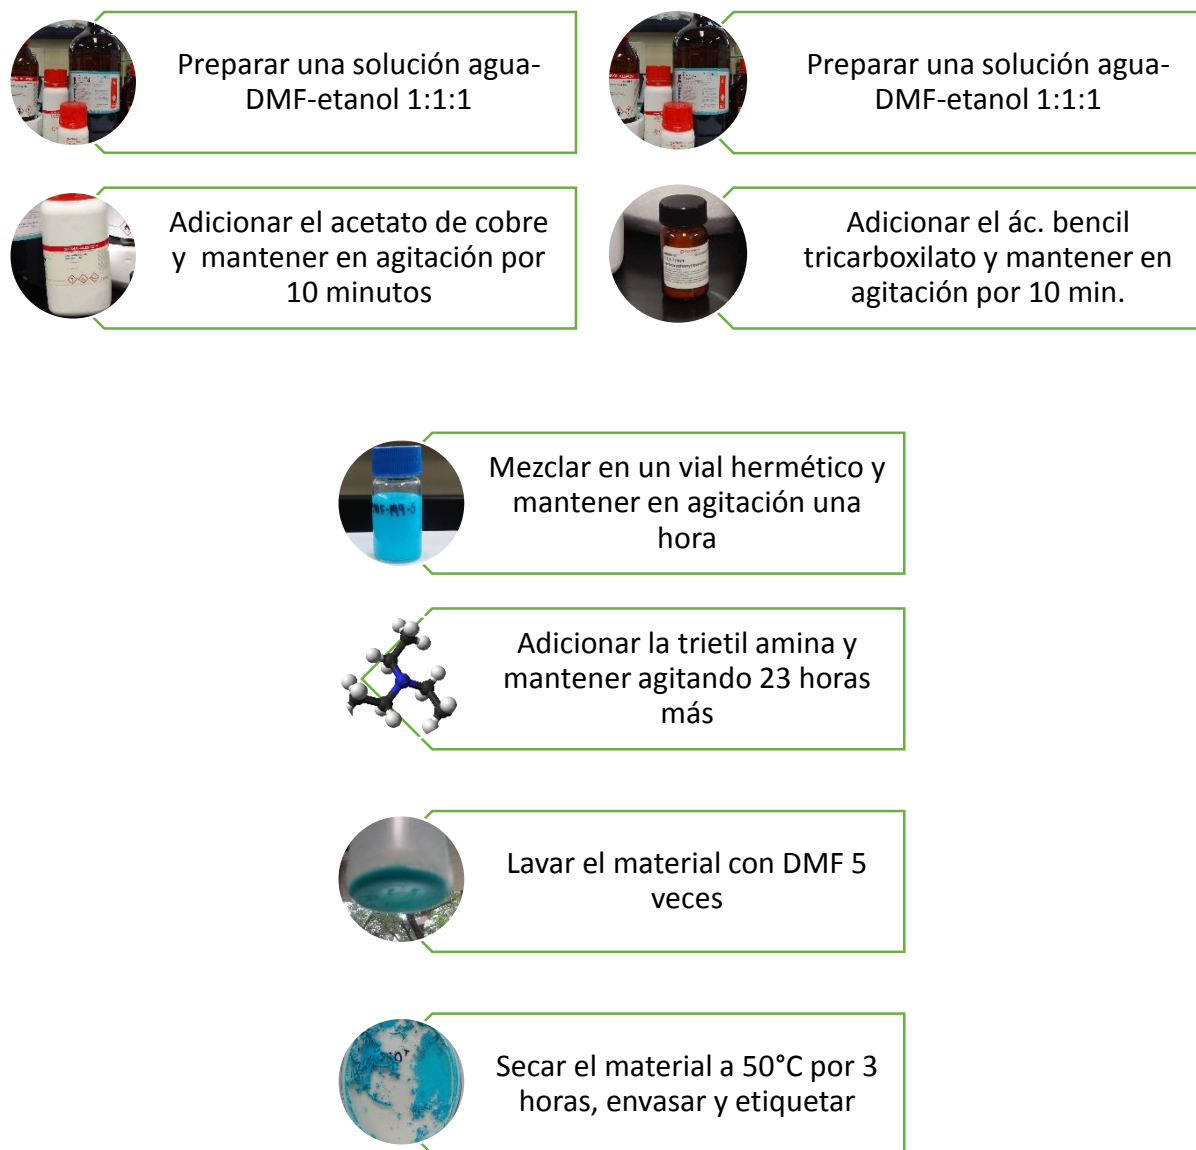 Preparar una solución agua-
DMF-etanol 1:1:1
Preparar una solución agua-
DMF-etanol 1:1:1
Adicionar el acetato de cobre
y mantener en agitación por
10 minutos
Adicionar el ác. bencil
tricarboxilato y mantener en
agitación por 10 min.
Mezclar en un vial hermético y
mantener en agitación una
hora
Adicionar la trietil amina y
mantener agitando 23 horas
más
Lavar el material con DMF 5
veces
Secar el material a 50°C por 3
horas, envasar y etiquetar